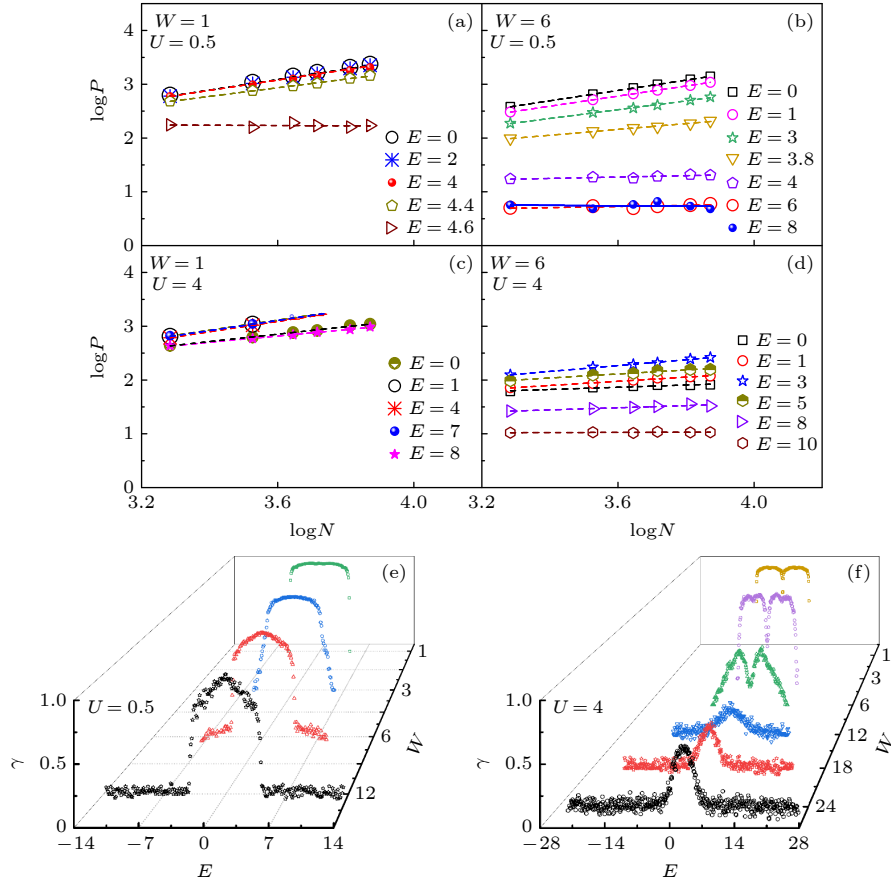 W = 1
U = 0.5
(a)
4
3
2
1
0
logP
E = 0
E = 2
E = 4
E = 4.4
E = 4.6
W = 6
U = 0.5
(b)
E = 0
E = 1
E = 3
E = 3.8
E = 4
E = 6
E = 8
W = 1
U = 4
(c)
4
3
2
1
0
logP
E = 0
E = 1
E = 4
E = 7
E = 8
3.2
3.6
4.0
logN
W = 6
U = 4
(d)
E = 0
E = 1
E = 3
E = 5
E = 8
E = 10
3.2
3.6
4.0
logN
(e)
U = 0.5
1.0
0.5
0
γ
−14
−7
0
7
14
E
1
3
6
12
W
(f)
U = 4
1.0
0.5
0
γ
−28
−14
0
14
28
E
1
3
6
12
18
24
W